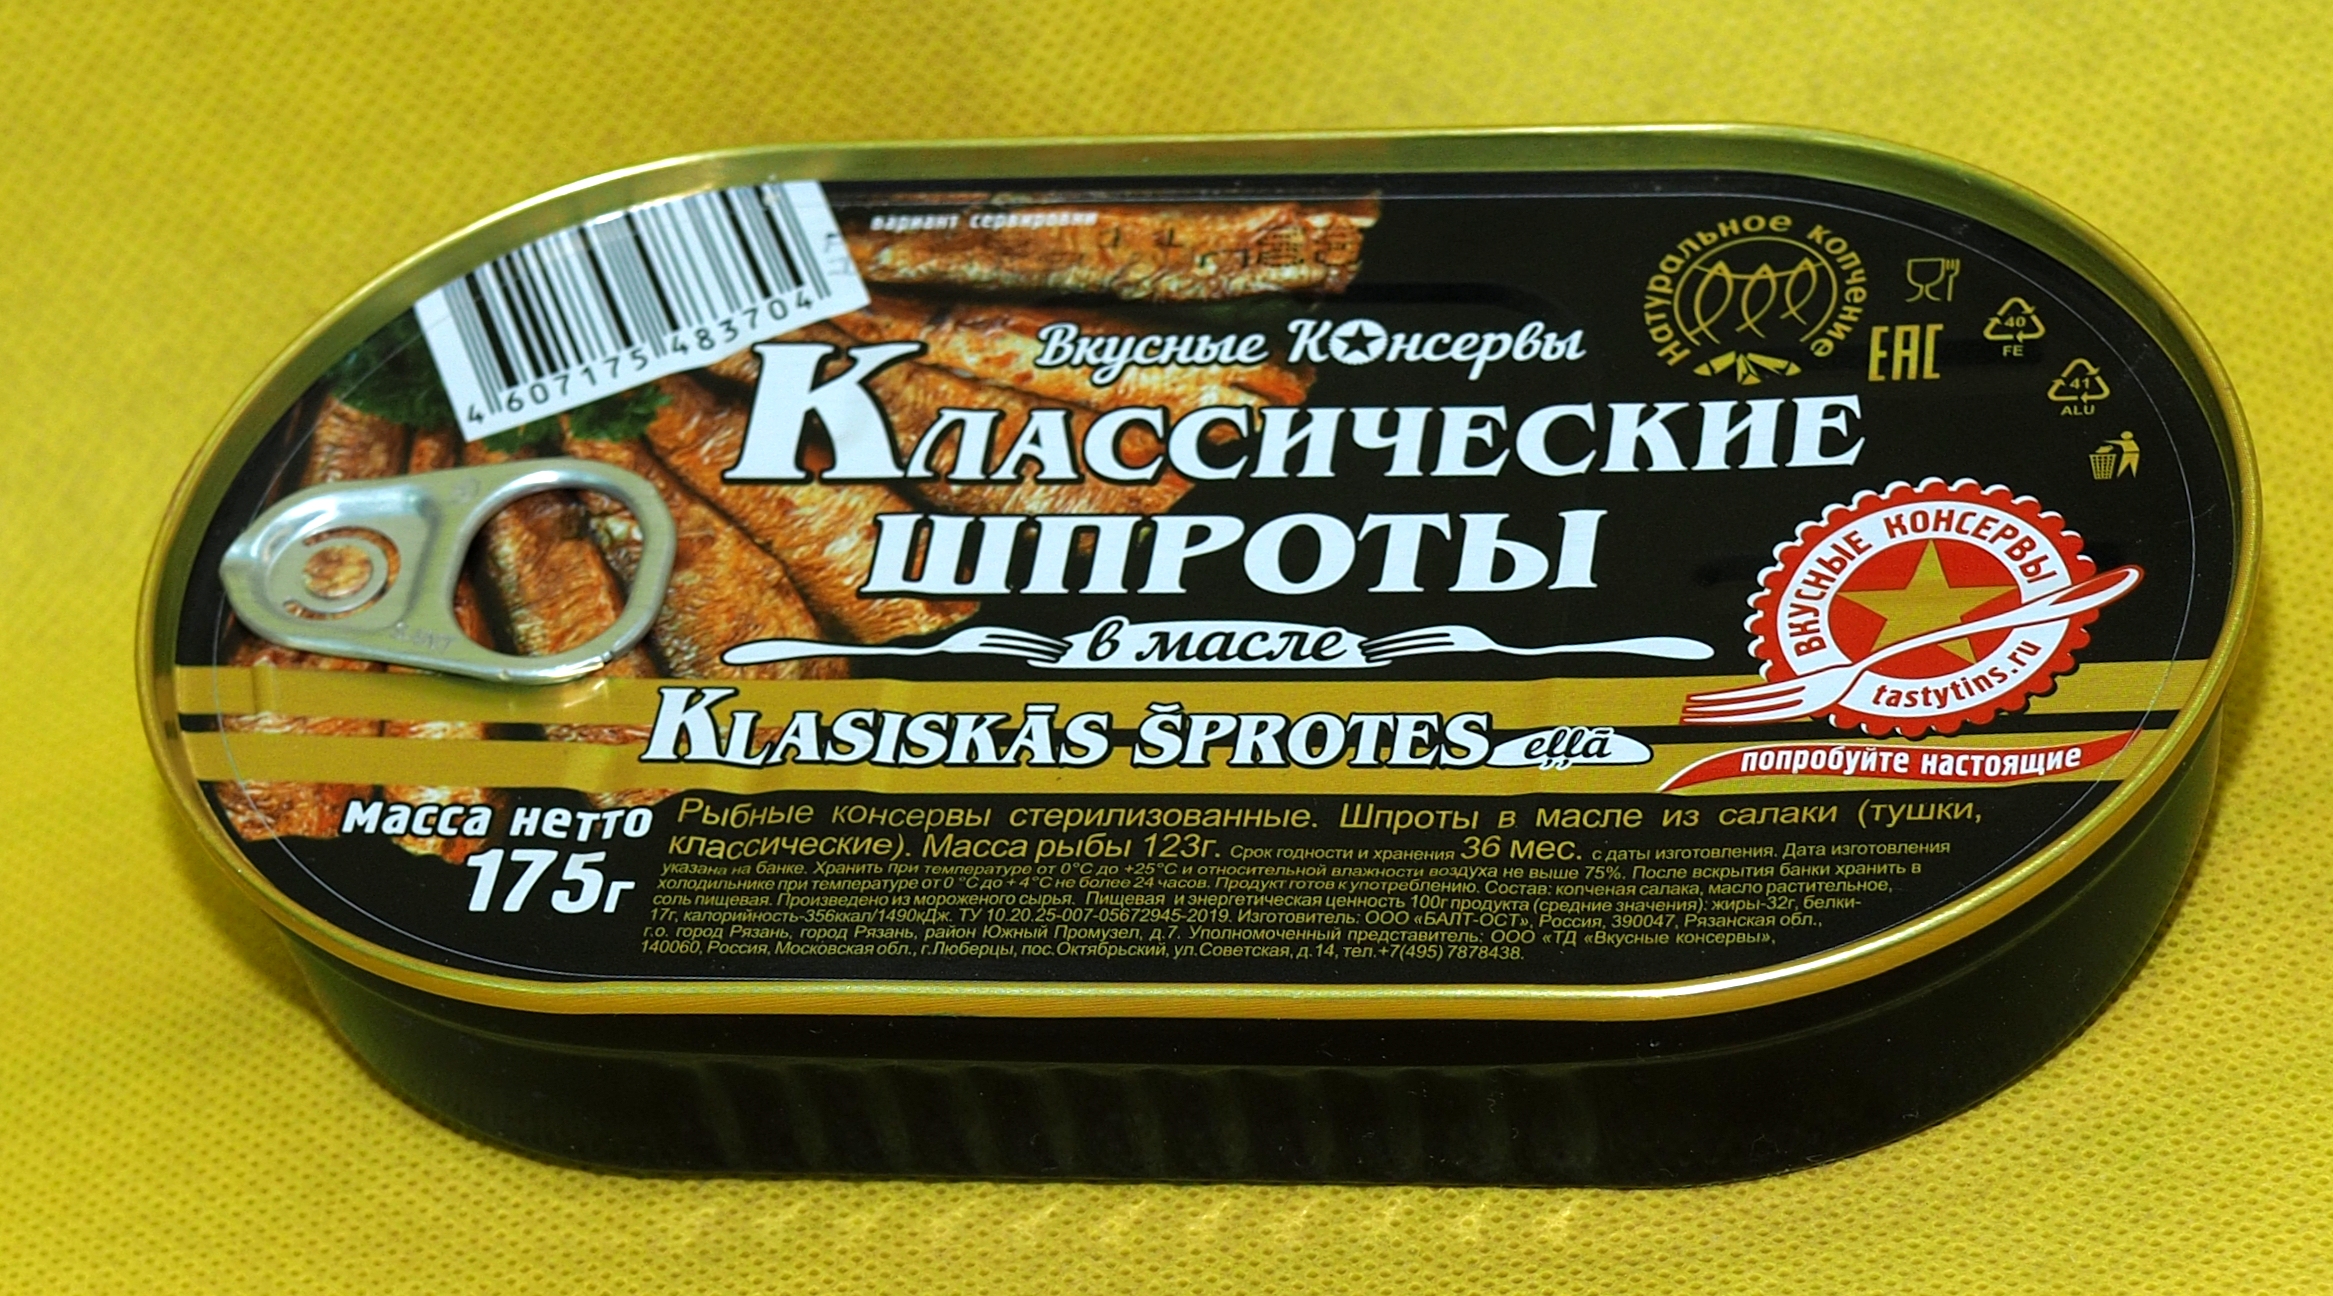 вариант сервировки
4 607175 483704
Натуральное копчение
EAC
40
FE
41
ALU
Вкусные Консервы
Классические
шпроты
в масле
Klasiskās šprotes eļļā
Вкусные консервы
tastytins.ru
попробуйте настоящие
масса нетто
175г
Рыбные консервы стерилизованные. Шпроты в масле из салаки (тушки,
классические). Масса рыбы 123г. Срок годности и хранения 36 мес. с даты изготовления. Дата изготовления
указана на банке. Хранить при температуре от 0°С до +25°С и относительной влажности воздуха не выше 75%. После вскрытия банки хранить в
холодильнике при температуре от 0 °С до + 4°С не более 24 часов. Продукт готов к употреблению. Состав: копченая салака, масло растительное,
соль пищевая. Произведено из мороженого сырья. Пищевая и энергетическая ценность 100г продукта (средние значения): жиры-32г, белки-
17г, калорийность-356ккал/1490кДж. ТУ 10.20.25-007-05672945-2019. Изготовитель: ООО «БАЛТ-ОСТ», Россия, 390047, Рязанская обл.,
г.о. город Рязань, город Рязань, район Южный Промузел, д.7. Уполномоченный представитель: ООО «ТД «Вкусные консервы»,
140060, Россия, Московская обл., г.Люберцы, пос.Октябрьский, ул.Советская, д.14, тел.+7(495) 7878438.